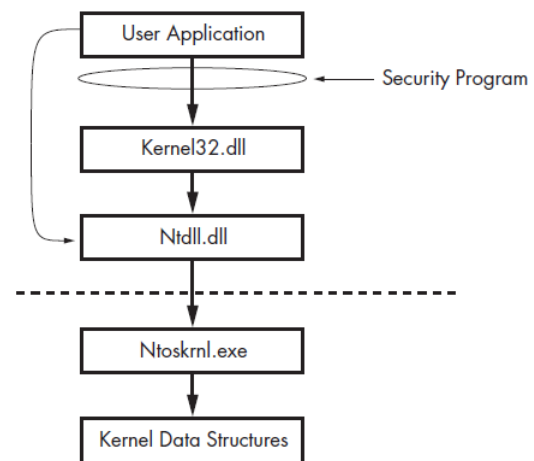 User Application
Security Program
Kernel32.dll
Ntdll.dll
Ntoskrnl.exe
Kernel Data Structures